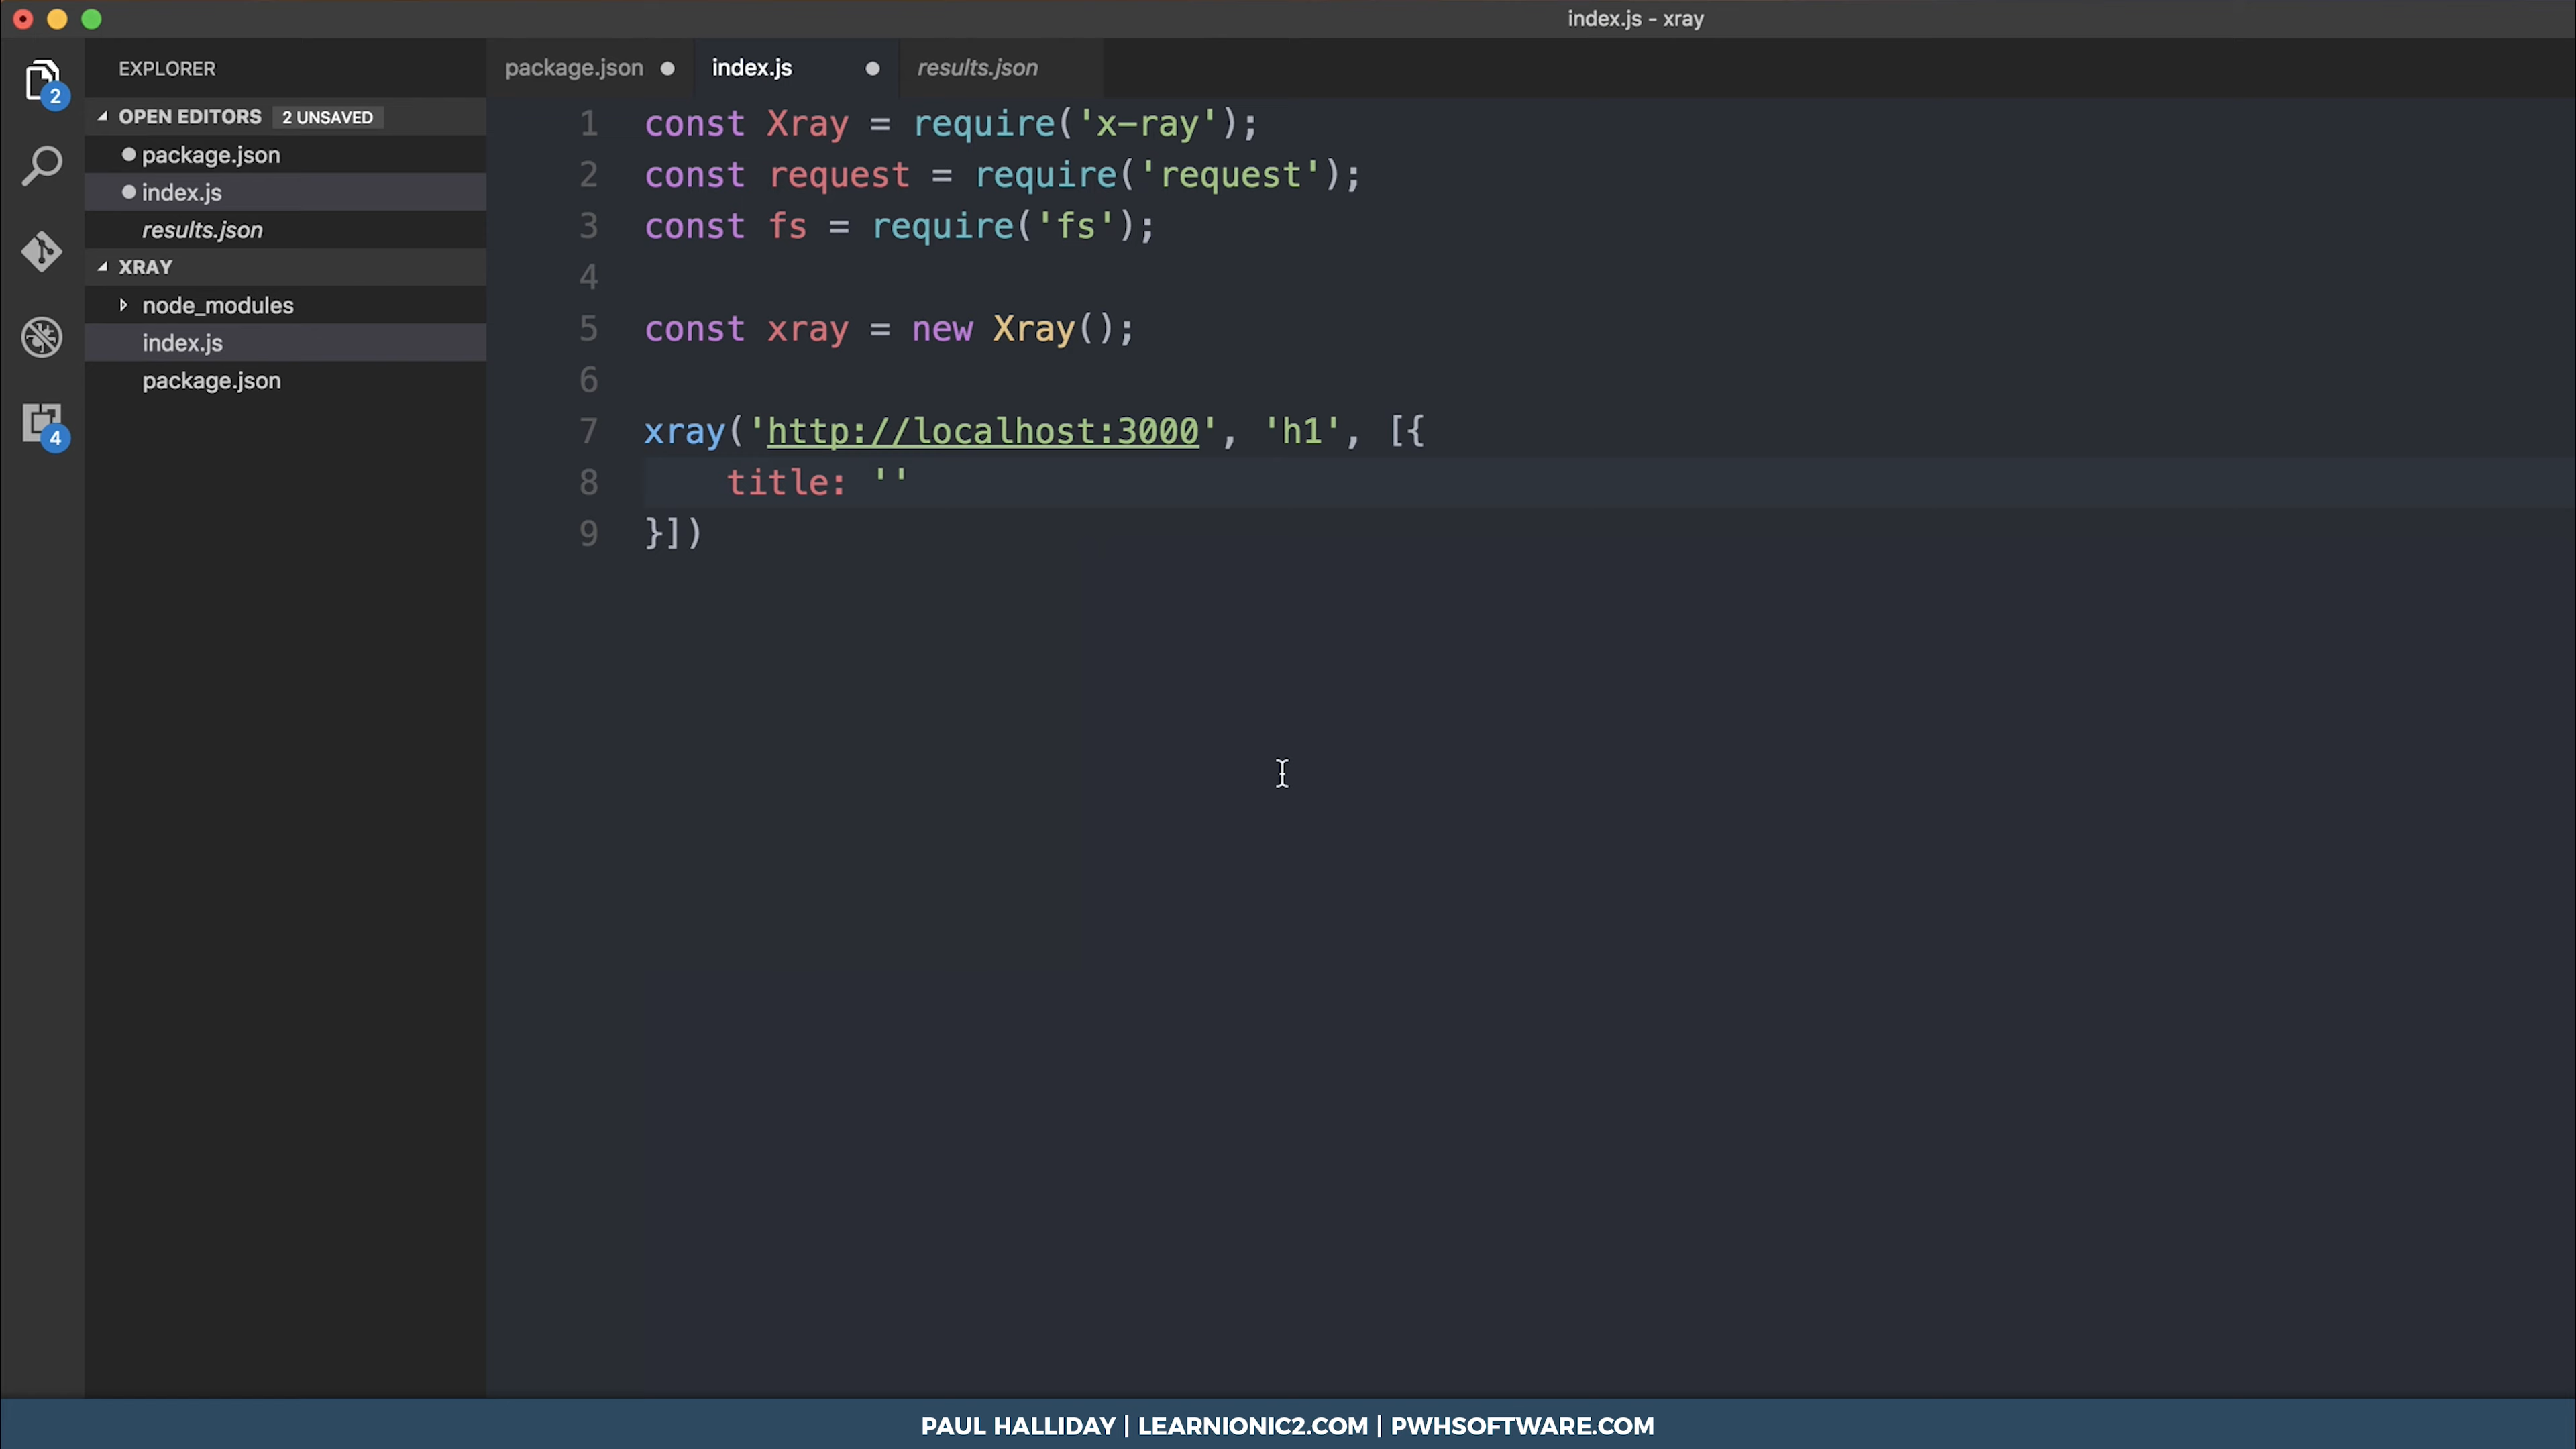 index.js - xray
EXPLORER
OPEN EDITORS 2 UNSAVED
package.json
index.js
results.json
XRAY
node_modules
index.js
package.json
2
4
package.json index.js results.json
1 const Xray = require('x-ray');
2 const request = require('request');
3 const fs = require('fs');
4
5 const xray = new Xray();
6
7 xray('http://localhost:3000', 'h1', [{
8     title: ''
9 }])
PAUL HALLIDAY | LEARNIONIC2.COM | PWHSOFTWARE.COM